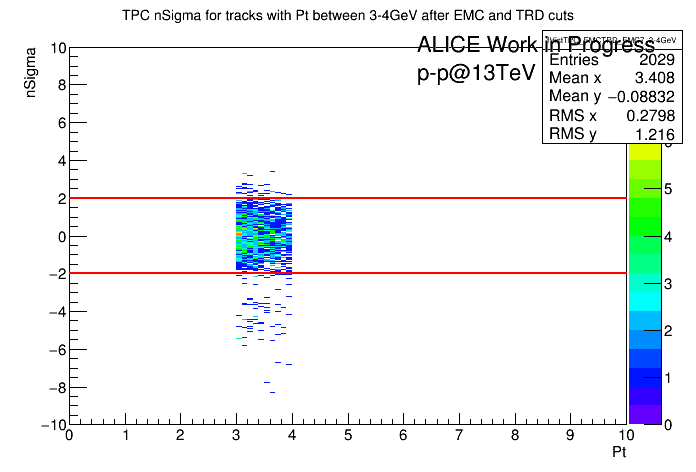 TPC nSigma for tracks with Pt between 3-4GeV after EMC and TRD cuts
ALICE Work in Progress
p-p@13TeV
Entries 2029
Mean x 3.408
Mean y −0.08832
RMS x 0.2798
RMS y 1.216
nSigma
10
8
6
4
2
0
−2
−4
−6
−8
−10
0 1 2 3 4 5 6 7 8 9 10
Pt
6
5
4
3
2
1
0